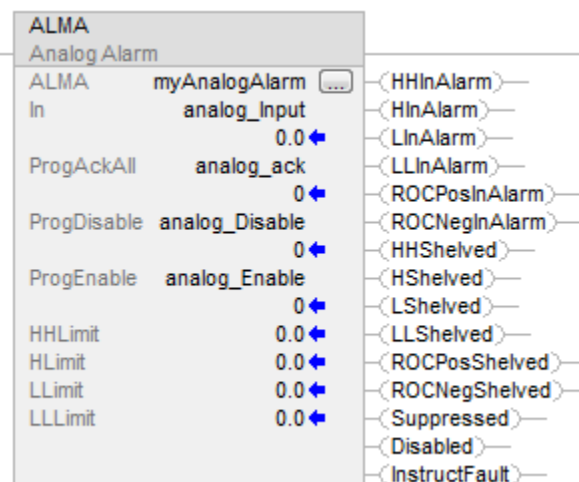 ALMA
Analog Alarm
ALMA myAnalogAlarm ... HHInAlarm
In analog_Input HInAlarm
0.0 LInAlarm
ProgAckAll analog_ack LLInAlarm
0 ROCPosInAlarm
ProgDisable analog_Disable ROCNegInAlarm
0 HHShelved
ProgEnable analog_Enable HShelved
0 LShelved
HHLimit 0.0 LLShelved
HLimit 0.0 ROCPosShelved
LLimit 0.0 ROCNegShelved
LLLimit 0.0 Suppressed
Disabled
InstructFault